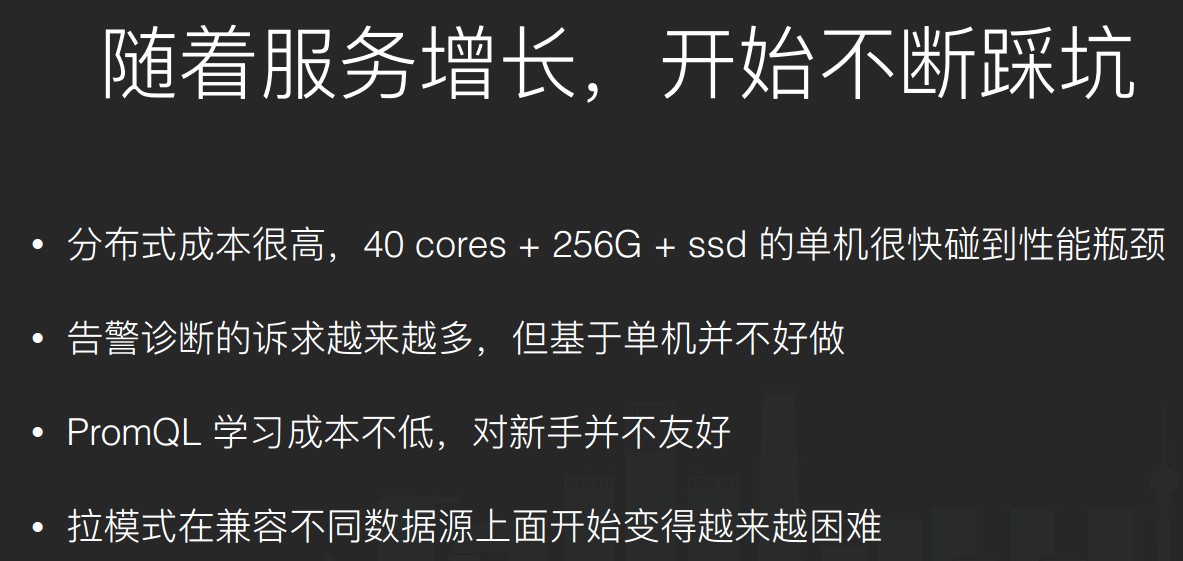 随着服务增长，开始不断踩坑
• 分布式成本很高，40 cores + 256G + ssd 的单机很快碰到性能瓶颈
• 告警诊断的诉求越来越多，但基于单机并不好做
• PromQL 学习成本不低，对新手并不友好
• 拉模式在兼容不同数据源上面开始变得越来越困难